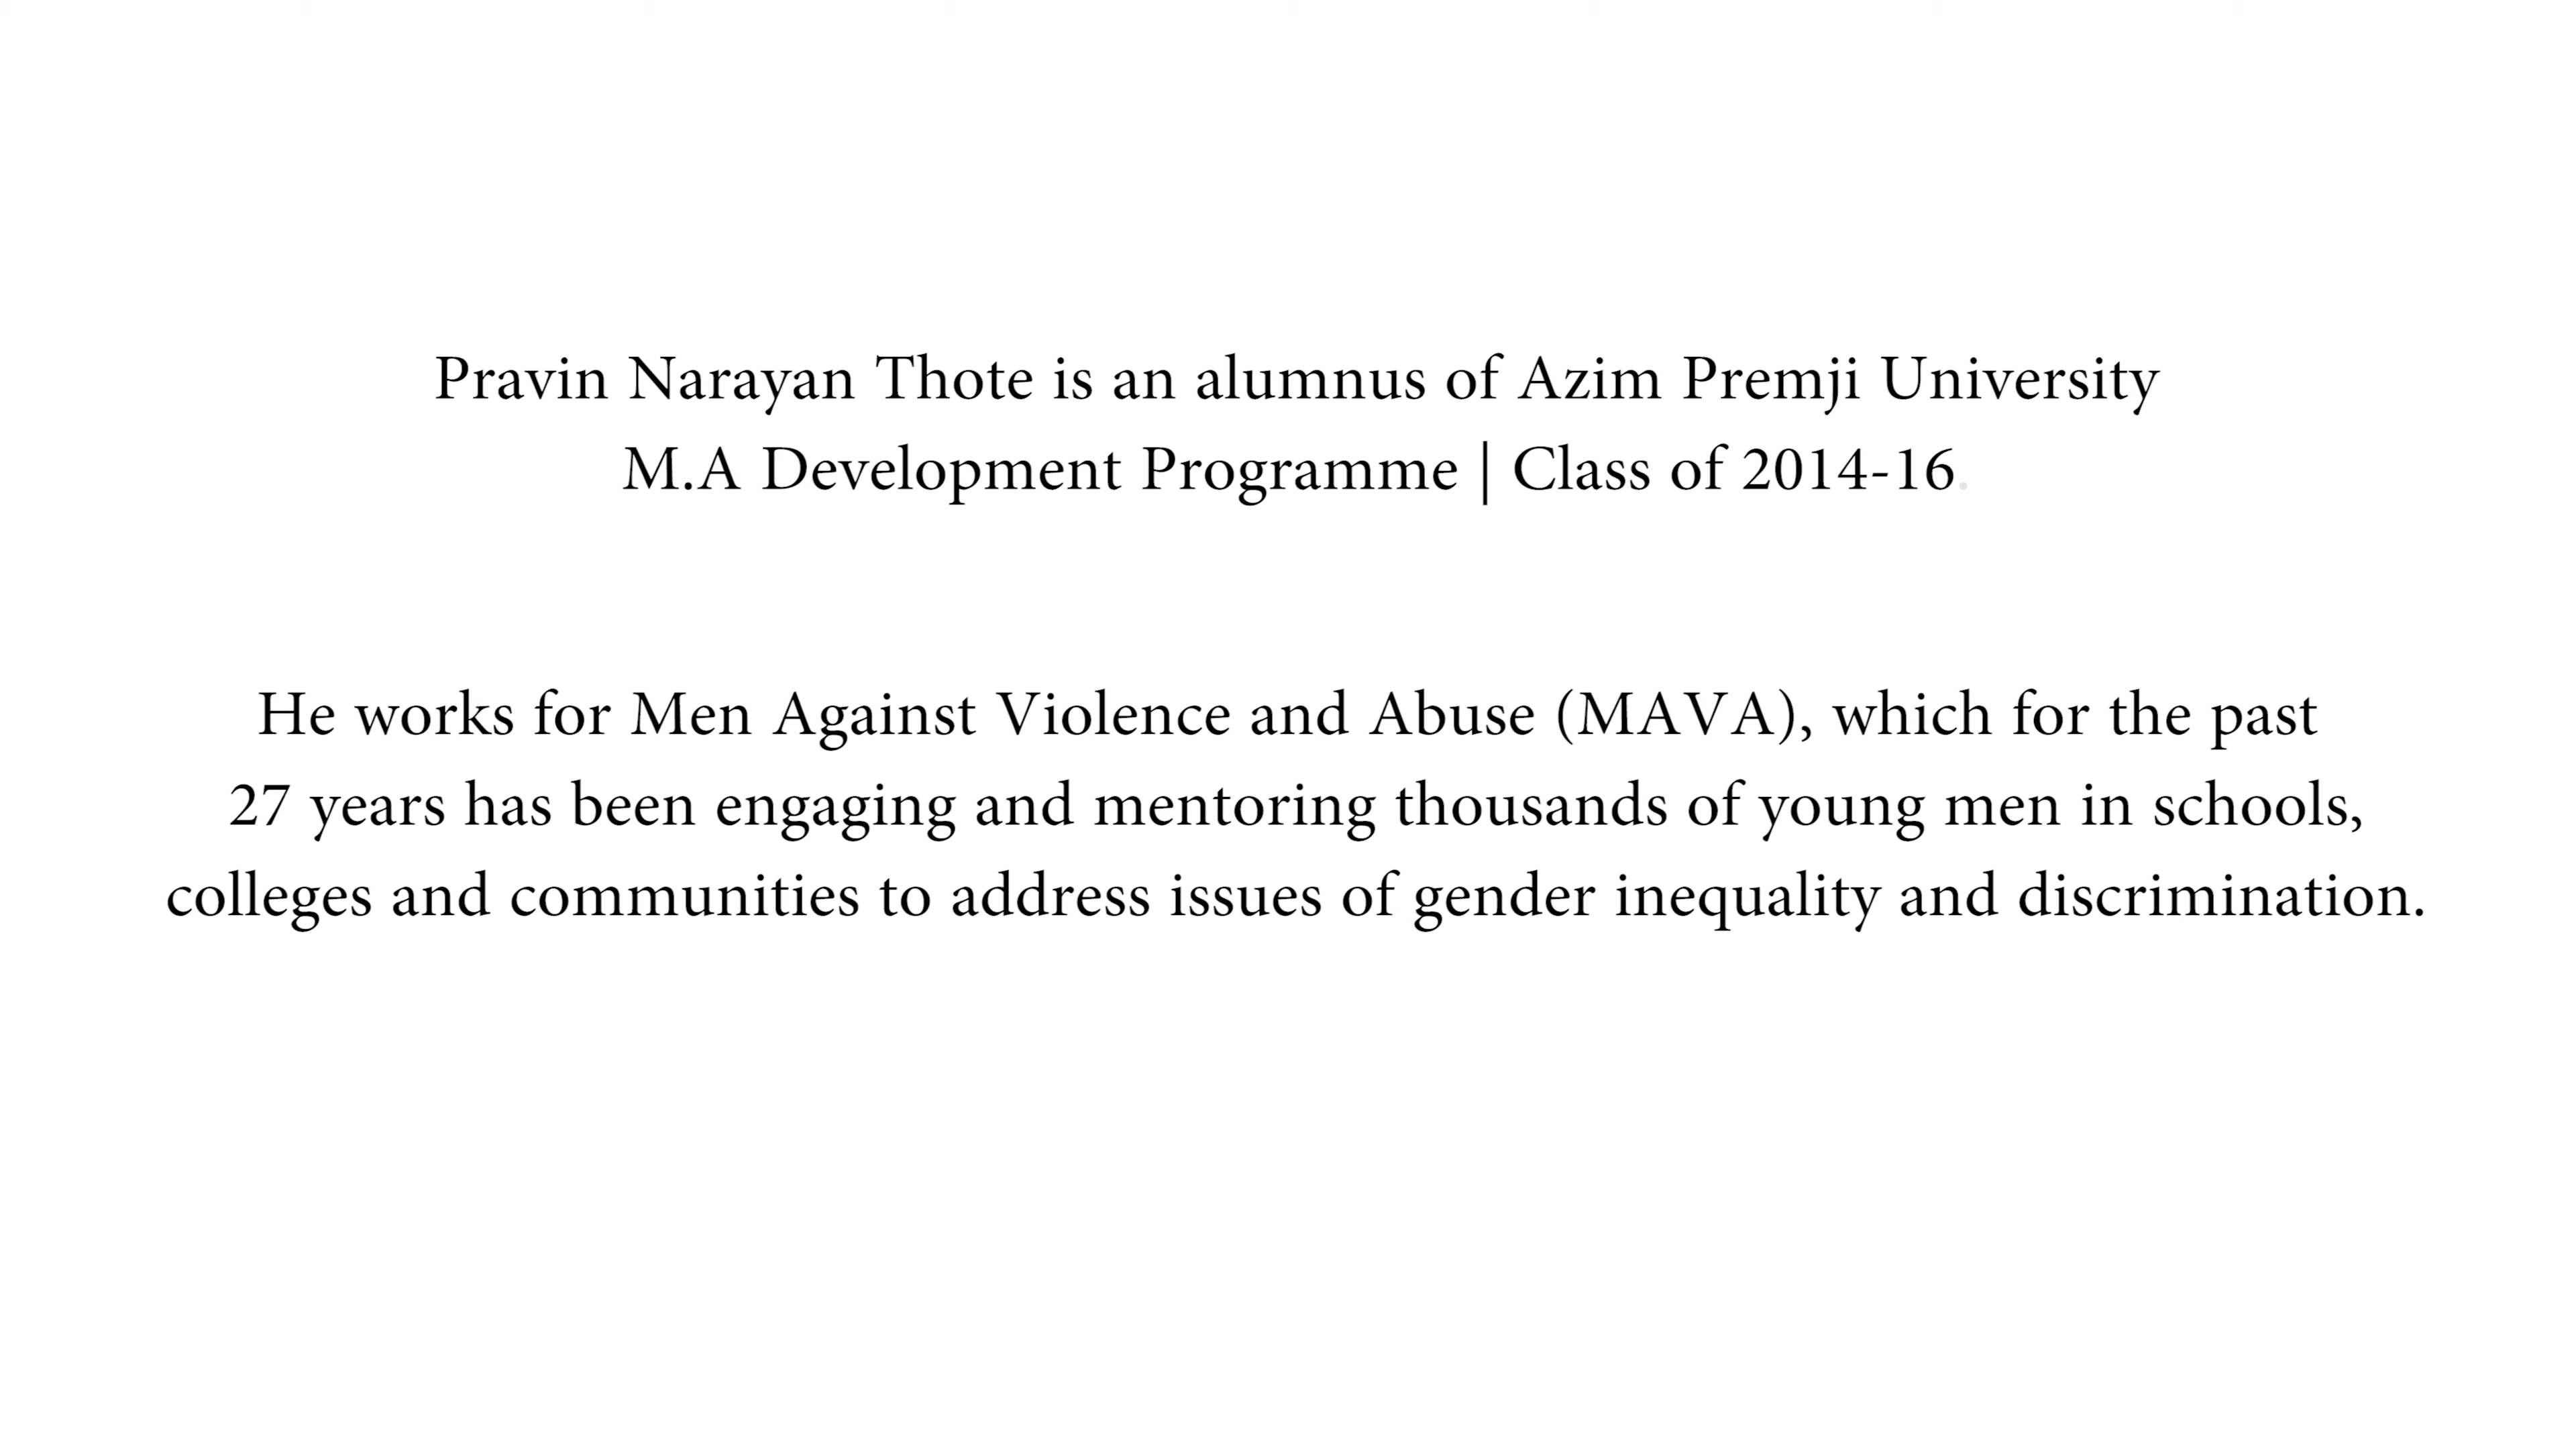 Pravin Narayan Thote is an alumnus of Azim Premji University
M.A Development Programme | Class of 2014-16.
He works for Men Against Violence and Abuse (MAVA), which for the past
27 years has been engaging and mentoring thousands of young men in schools,
colleges and communities to address issues of gender inequality and discrimination.